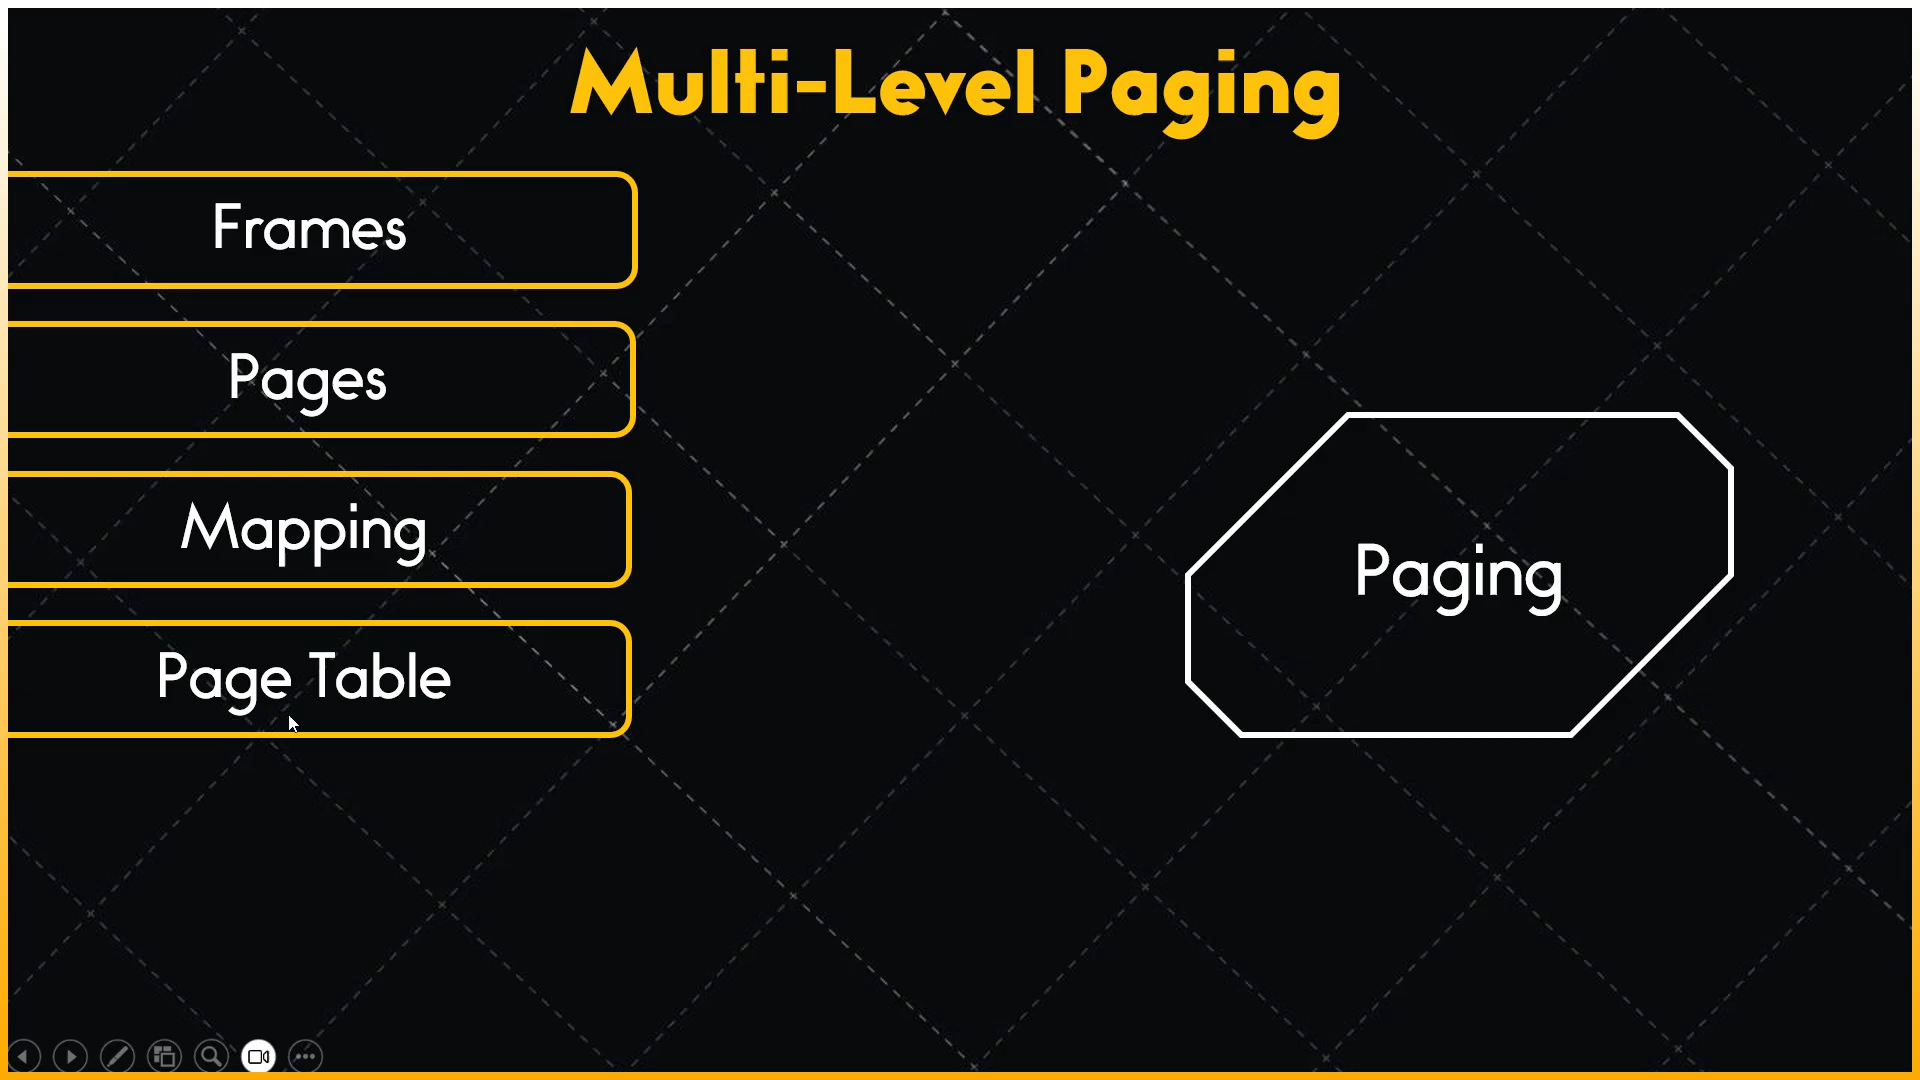 Multi-Level Paging
Frames
Pages
Mapping
Page Table
Paging